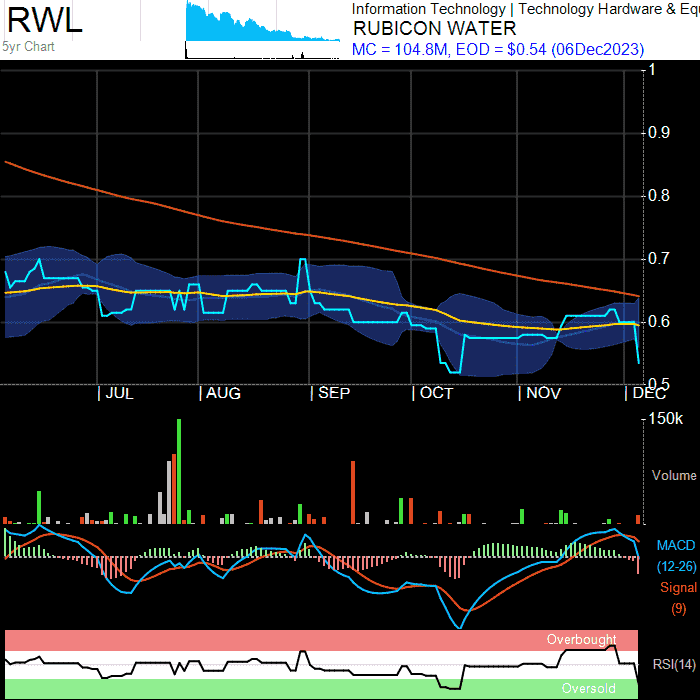 RWL
5yr Chart
Information Technology | Technology Hardware & Equ
RUBICON WATER
MC = 104.8M, EOD = $0.54 (06Dec2023)
1
0.9
0.8
0.7
0.6
0.5
| JUL
| AUG
| SEP
| OCT
| NOV
| DEC
150k
Volume
MACD
(12-26)
Signal
(9)
Overbought
RSI(14)
Oversold